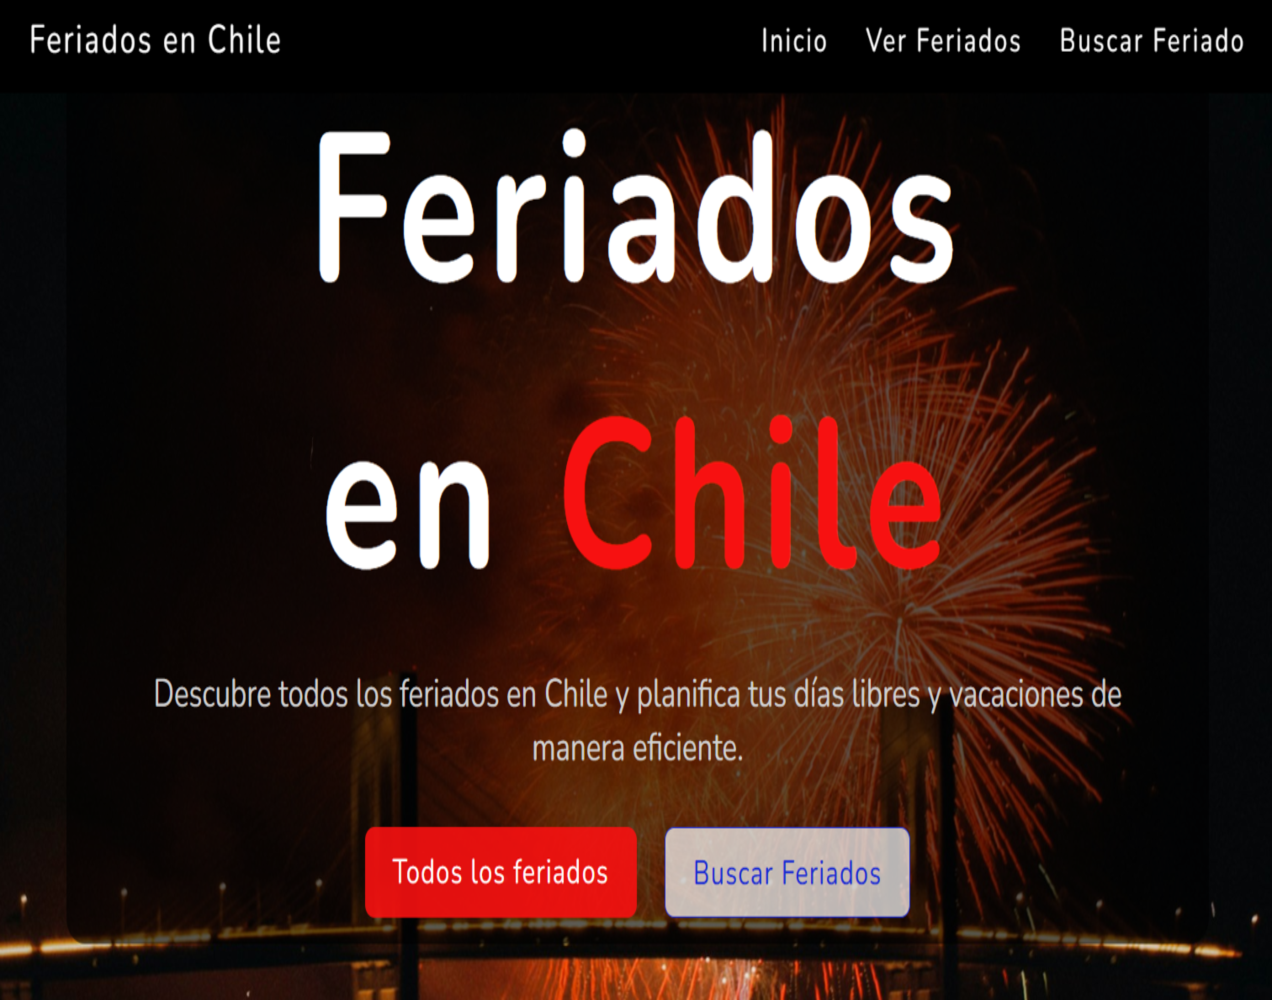 Feriados en Chile
Inicio Ver Feriados Buscar Feriado
Feriados
en Chile
Descubre todos los feriados en Chile y planifica tus días libres y vacaciones de
manera eficiente.
Todos los feriados
Buscar Feriados